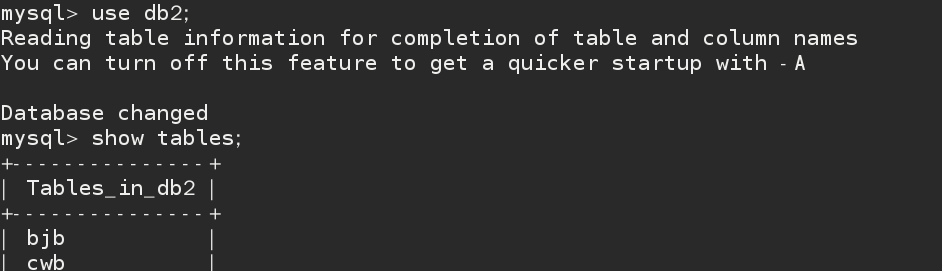 mysql> use db2;
Reading table information for completion of table and column names
You can turn off this feature to get a quicker startup with -A
Database changed
mysql> show tables;
+---------------+
| Tables_in_db2 |
+---------------+
| bjb           |
| cwb           |